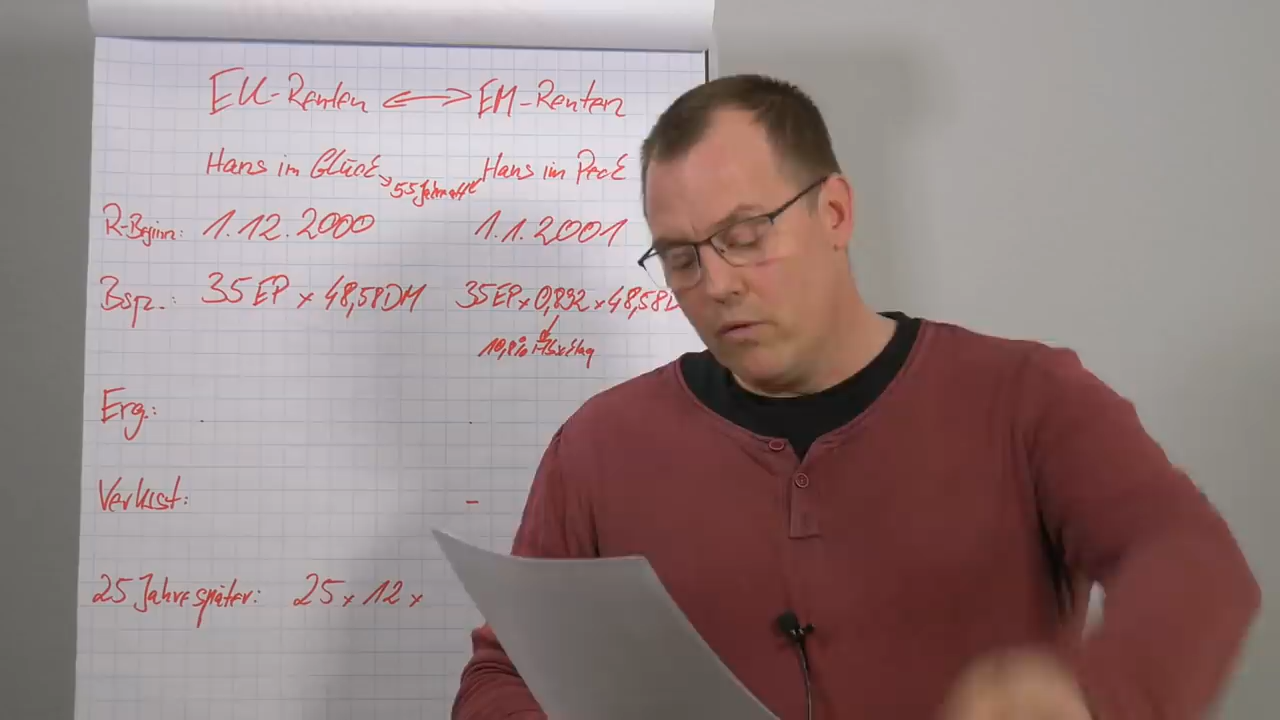 EU-Renten ⟷ EM-Renten
Hans im Glück 55 Jahre alt Hans im Pech
R-Beginn: 1.12.2000 1.1.2001
Bsp.: 35 EP x 48,58 DM 35 EP x 0,892 x 48,58
10,8% Abschlag
Erg.:
Verlust: -
25 Jahre später: 25 x 12 x